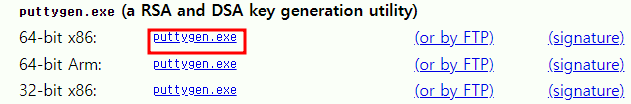 puttygen.exe (a RSA and DSA key generation utility)
64-bit x86: puttygen.exe (or by FTP) (signature)
64-bit Arm: puttygen.exe (or by FTP) (signature)
32-bit x86: puttygen.exe (or by FTP) (signature)